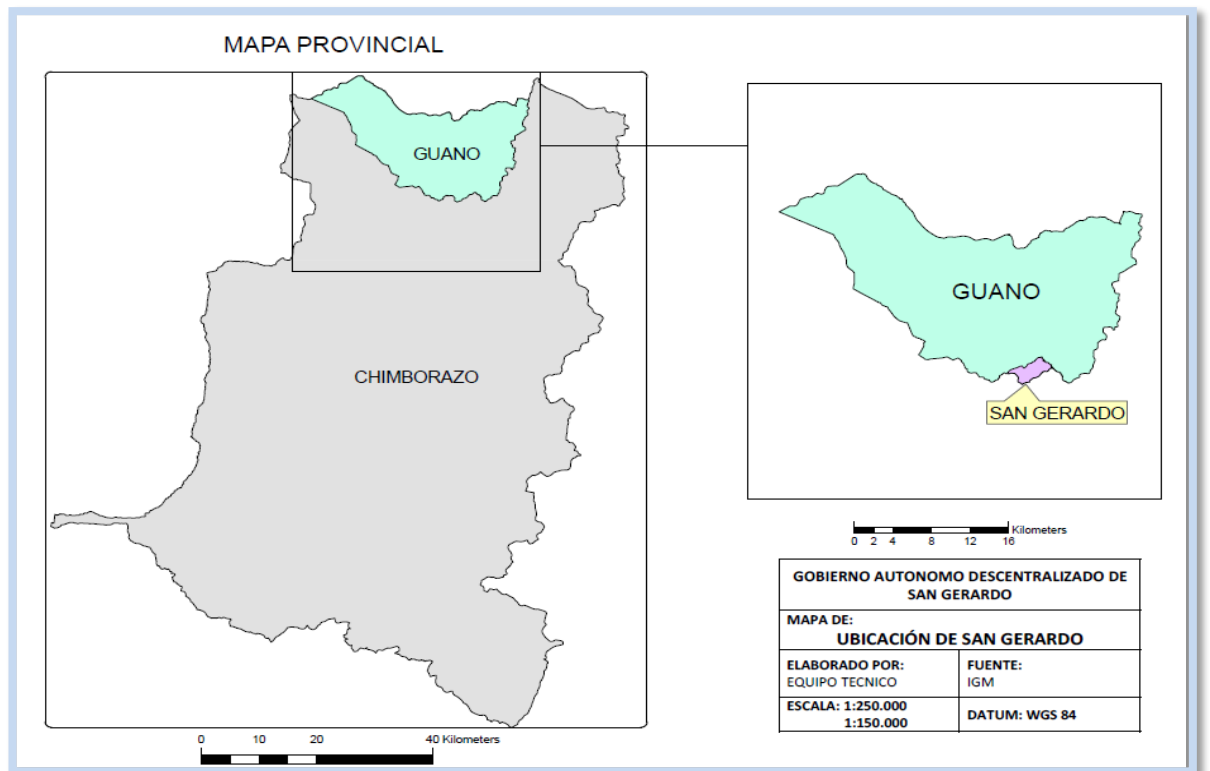 MAPA PROVINCIAL
GUANO
CHIMBORAZO
0 10 20 40 Kilometers
GUANO
SAN GERARDO
Kilometers
0 2 4 8 12 16
GOBIERNO AUTONOMO DESCENTRALIZADO DE
SAN GERARDO
MAPA DE:
UBICACIÓN DE SAN GERARDO
ELABORADO POR:
EQUIPO TECNICO
FUENTE:
IGM
ESCALA: 1:250.000
1:150.000
DATUM: WGS 84